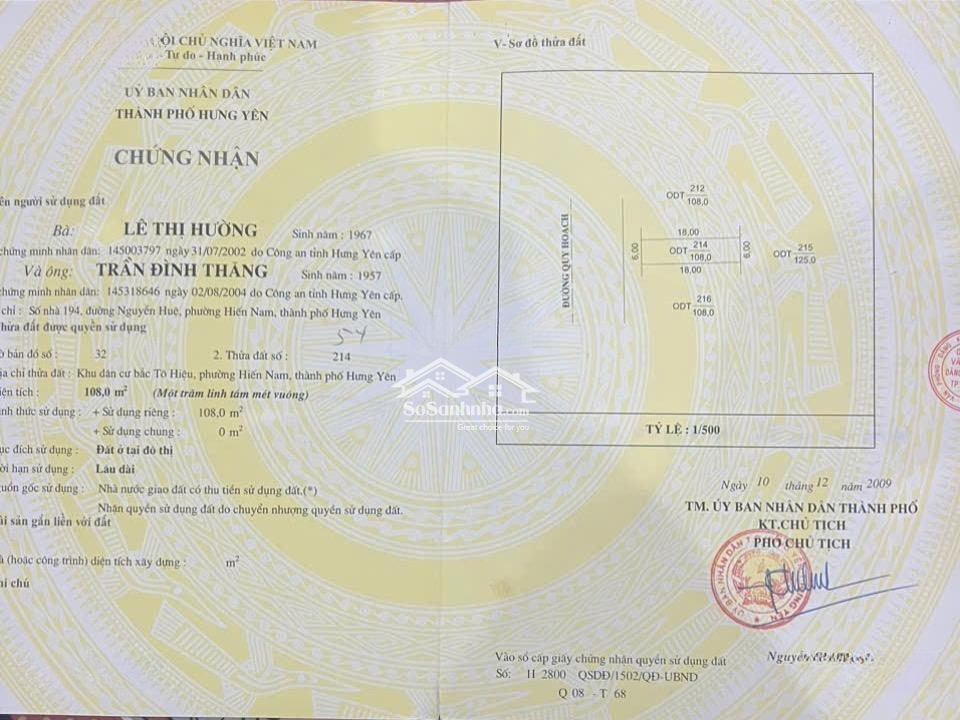 ỘI CHỦ NGHĨA VIỆT NAM
- Tự do - Hạnh phúc
UỶ BAN NHÂN DÂN
THÀNH PHỐ HƯNG YÊN
CHỨNG NHẬN
ên người sử dụng đất
Bà: LÊ THỊ HƯỜNG Sinh năm : 1967
chứng minh nhân dân: 145003797 ngày 31/07/2002 do Công an tỉnh Hưng Yên cấp
Và ông: TRẦN ĐÌNH THĂNG Sinh năm : 1957
chứng minh nhân dân: 145318646 ngày 02/08/2004 do Công an tỉnh Hưng Yên cấp.
chỉ : Số nhà 194, đường Nguyễn Huệ, phường Hiến Nam, thành phố Hưng Yên
Thửa đất được quyền sử dụng
54
ờ bản đồ số : 32 2. Thửa đất số : 214
ịa chỉ thửa đất : Khu dân cư bắc Tô Hiệu, phường Hiến Nam, thành phố Hưng Yên
iện tích : 108,0 m² (Một trăm linh tám mét vuông)
ình thức sử dụng : + Sử dụng riêng : 108,0 m²
+ Sử dụng chung : 0 m²
ục đích sử dụng : Đất ở tại đô thị
ời hạn sử dụng : Lâu dài
guồn gốc sử dụng : Nhà nước giao đất có thu tiền sử dụng đất.(*)
Nhận quyền sử dụng đất do chuyển nhượng quyền sử dụng đất.
ài sản gắn liền với đất
à (hoặc công trình) diện tích xây dựng : m²
hi chú
V- Sơ đồ thửa đất
ĐƯỜNG QUY HOẠCH
ODT 212
108,0
18,00
6,00 ODT 214 6,00
108,0
18,00
ODT 215
125,0
ODT 216
108,0
TỶ LỆ : 1/500
SoSanhnha.com
Great choice for you
Ngày 10 tháng 12 năm 2009
TM. ỦY BAN NHÂN DÂN THÀNH PHỐ
KT.CHỦ TỊCH
PHÓ CHỦ TỊCH
Vào sổ cấp giấy chứng nhận quyền sử dụng đất
Số: H 2800 QSDĐ/1502/QĐ-UBND
Q 08 - T 68